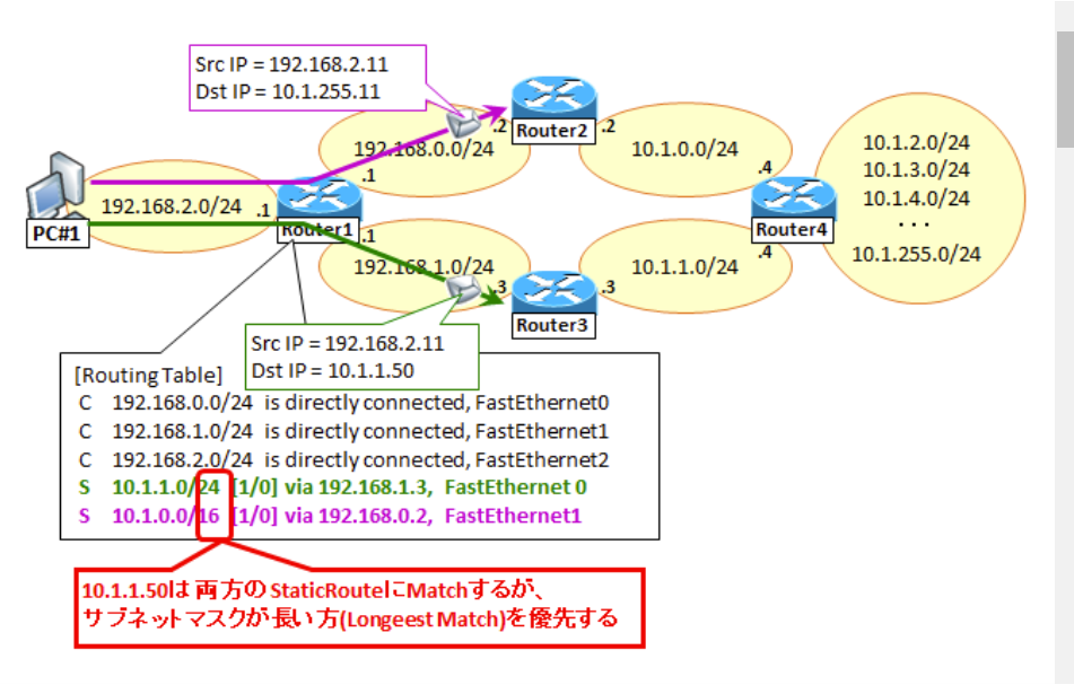 Src IP = 192.168.2.11
Dst IP = 10.1.255.11
Router2
.2
.2
192.168.0.0/24
10.1.0.0/24
10.1.2.0/24
10.1.3.0/24
10.1.4.0/24
. . .
10.1.255.0/24
.1
.4
192.168.2.0/24
.1
PC#1
Router1
Router4
.1
.4
192.168.1.0/24
10.1.1.0/24
.3
.3
Router3
Src IP = 192.168.2.11
Dst IP = 10.1.1.50
[Routing Table]
C 192.168.0.0/24 is directly connected, FastEthernet0
C 192.168.1.0/24 is directly connected, FastEthernet1
C 192.168.2.0/24 is directly connected, FastEthernet2
S 10.1.1.0/24 [1/0] via 192.168.1.3, FastEthernet 0
S 10.1.0.0/16 [1/0] via 192.168.0.2, FastEthernet1
10.1.1.50は 両方の StaticRouteにMatchするが、
サブネットマスクが長い方(Longeest Match)を優先する